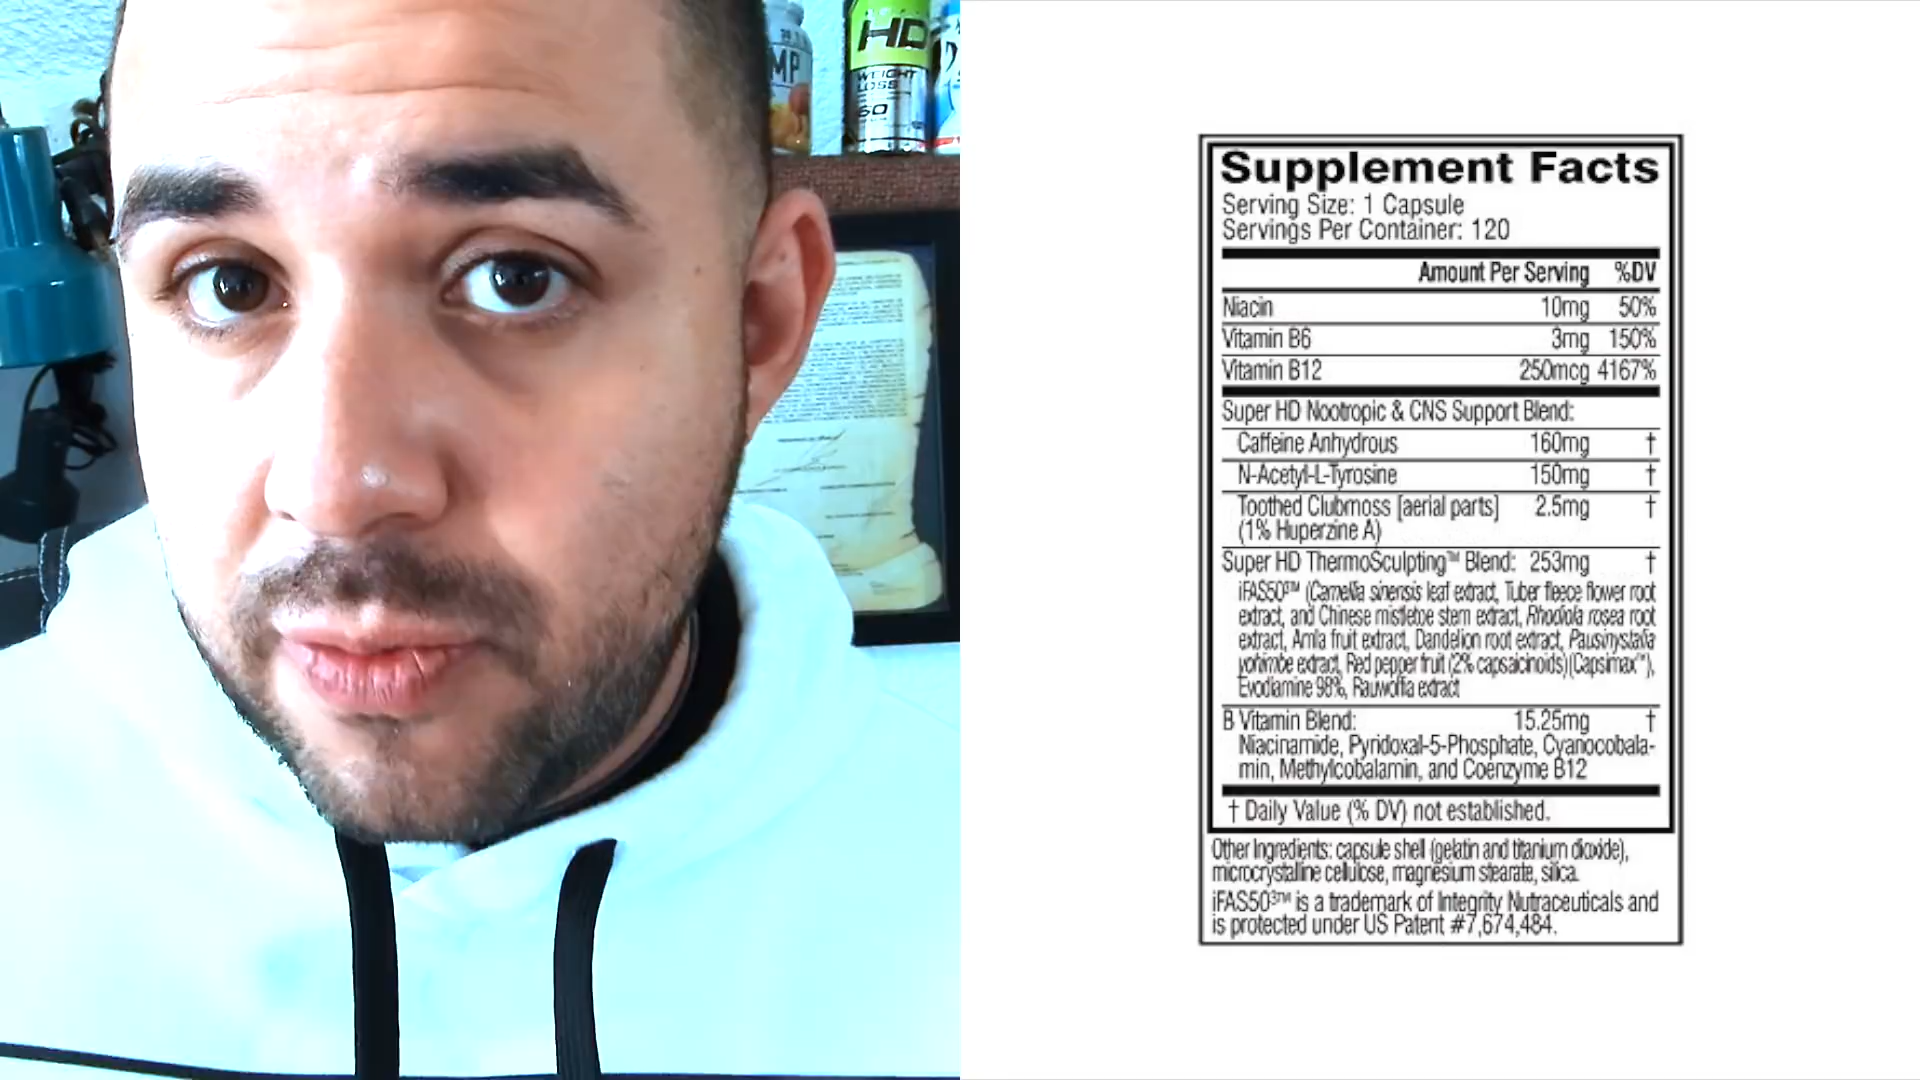 HD
WEIGHT
LOSS
60
MP
Supplement Facts
Serving Size: 1 Capsule
Servings Per Container: 120
Amount Per Serving %DV
Niacin 10mg 50%
Vitamin B6 3mg 150%
Vitamin B12 250mcg 4167%
Super HD Nootropic & CNS Support Blend:
Caffeine Anhydrous 160mg †
N-Acetyl-L-Tyrosine 150mg †
Toothed Clubmoss [aerial parts] 2.5mg †
(1% Huperzine A)
Super HD ThermoSculpting™ Blend: 253mg †
iFAS50³™ (Camellia sinensis leaf extract, Tuber fleece flower root
extract, and Chinese mistletoe stem extract, Rhodiola rosea root
extract, Amla fruit extract, Dandelion root extract, Pausinystalia
yohimbe extract, Red pepper fruit (2% capsaicinoids)(Capsimax™),
Evodiamine 98%, Rauwolfia extract
B Vitamin Blend: 15.25mg †
Niacinamide, Pyridoxal-5-Phosphate, Cyanocobala-
min, Methylcobalamin, and Coenzyme B12
† Daily Value (% DV) not established.
Other Ingredients: capsule shell (gelatin and titanium dioxide),
microcrystalline cellulose, magnesium stearate, silica.
iFAS50³™ is a trademark of Integrity Nutraceuticals and
is protected under US Patent #7,674,484.